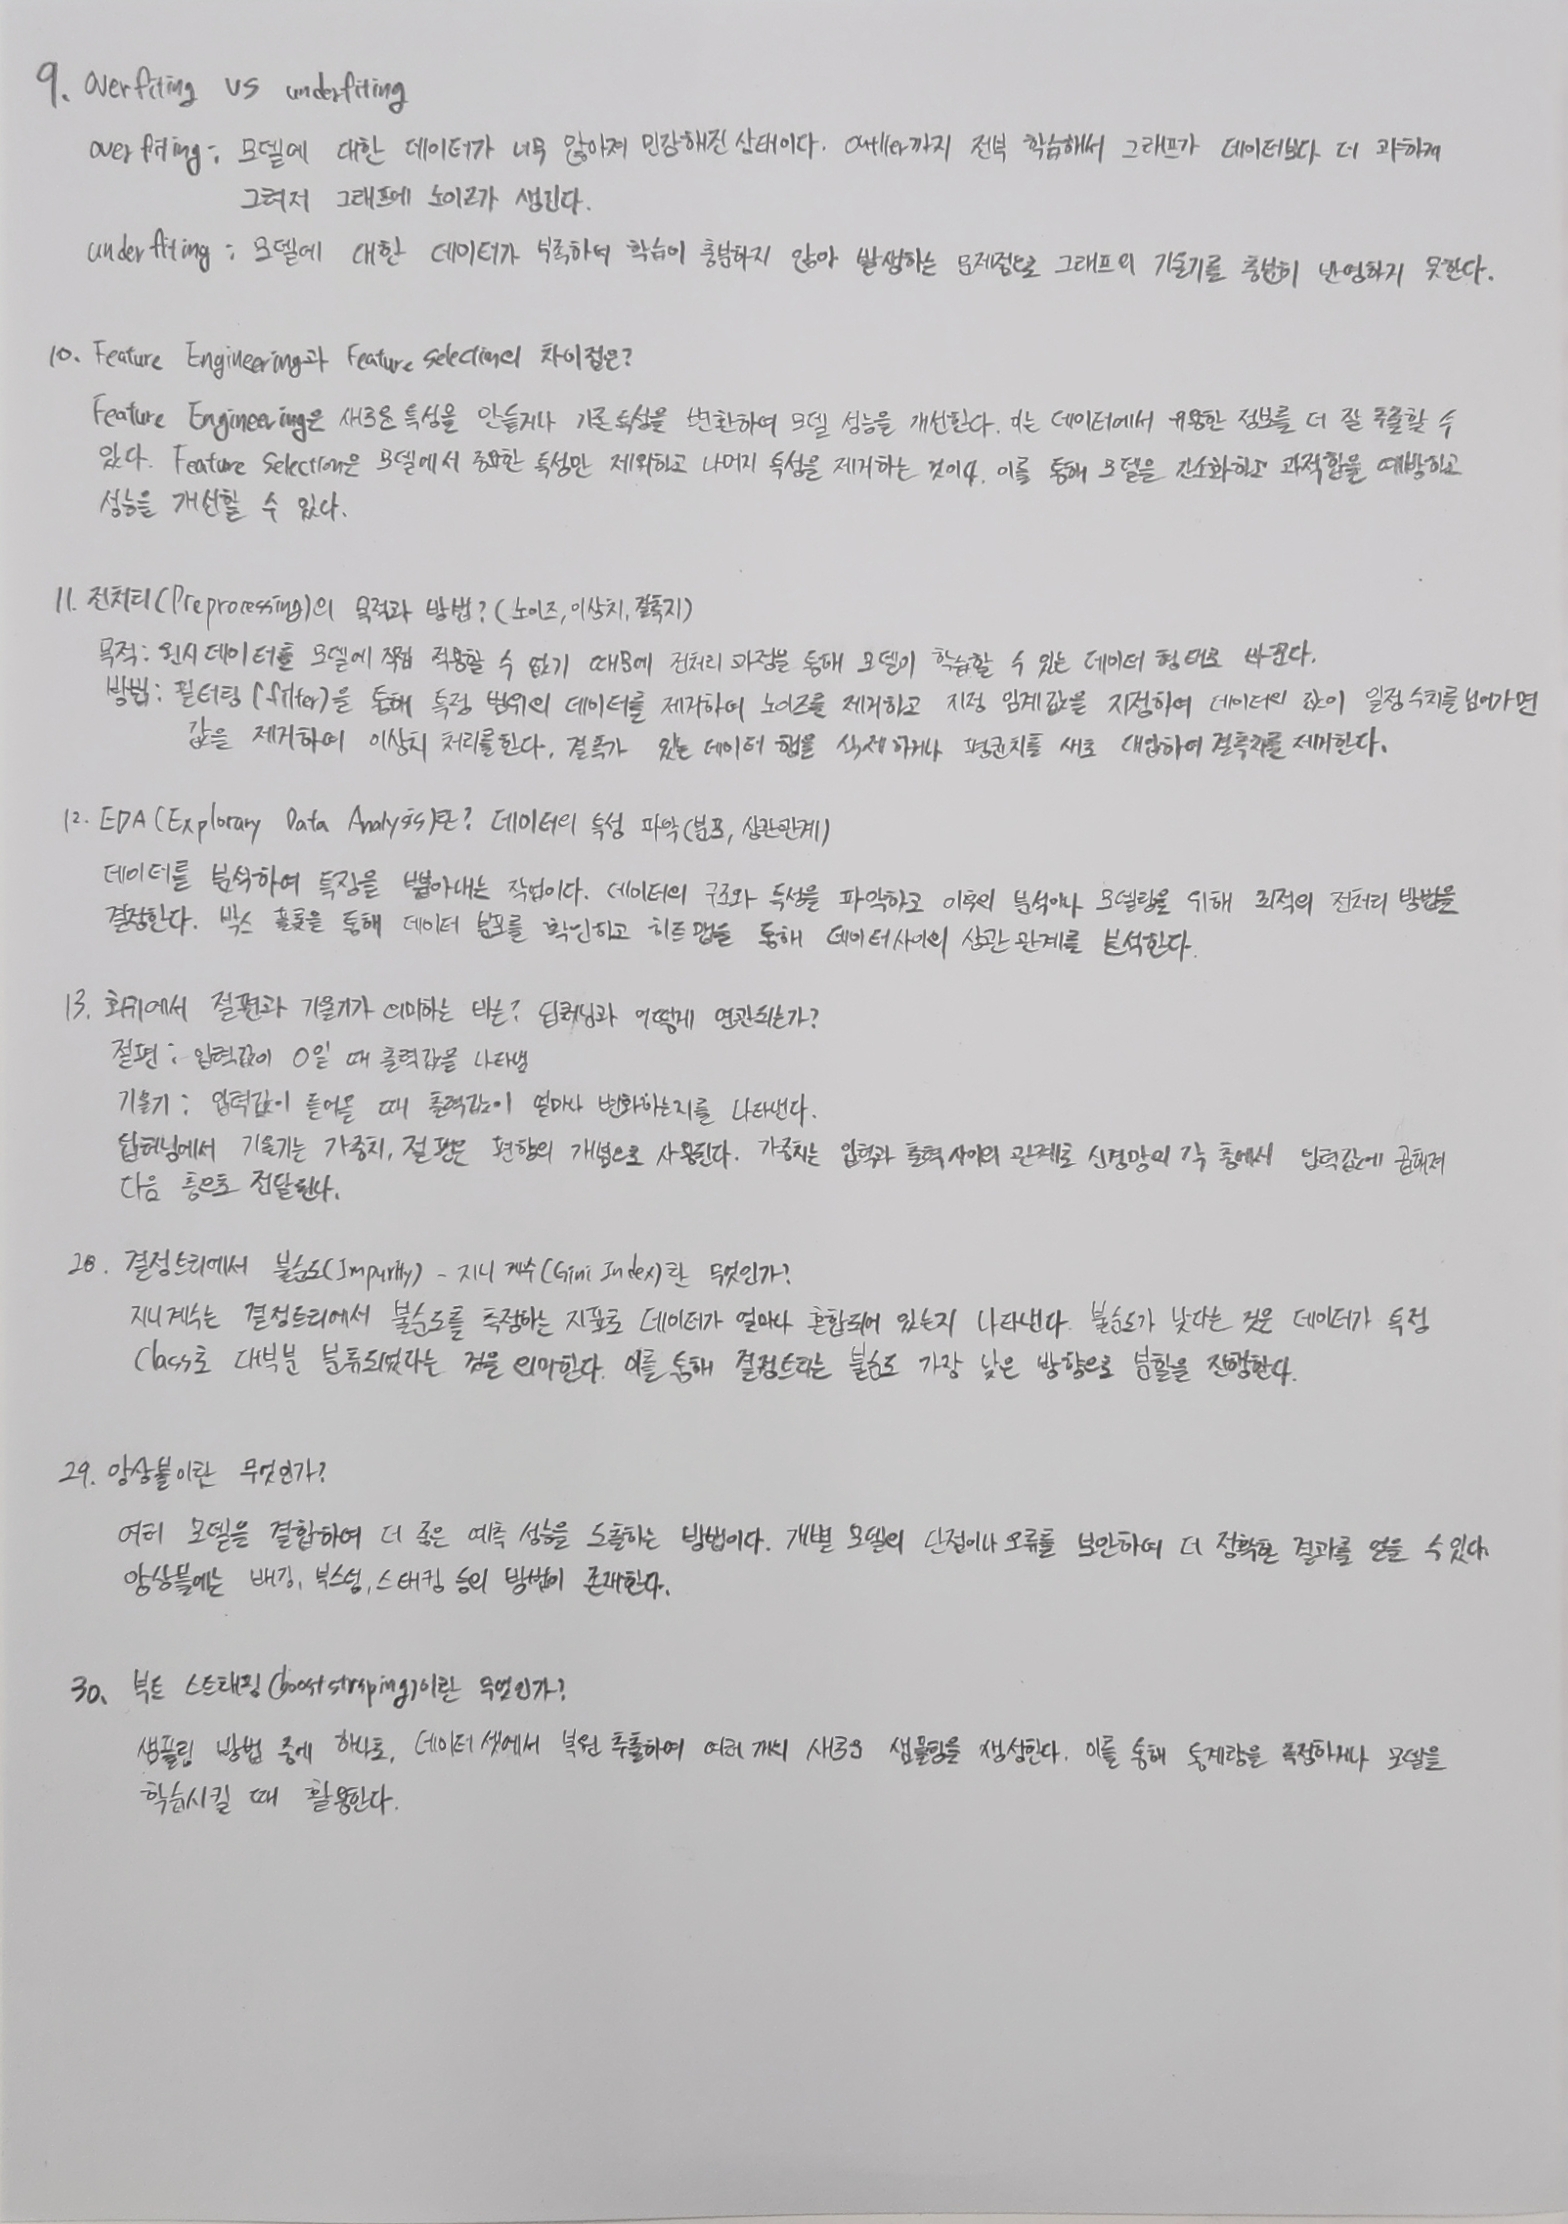 9. Overfiting vs underfiting
overfiting : 모델에 대한 데이터가 너무 많아져 민감해진 상태이다. Outlier까지 전부 학습해서 그래프가 데이터보다 더 과하게
그려져 그래프에 노이즈가 생긴다.
underfiting : 모델에 대한 데이터가 부족하여 학습이 충분하지 않아 발생하는 문제점으로 그래프의 기울기를 충분히 반영하지 못한다.
10. Feature Engineering과 Feature selection의 차이점은?
Feature Engineering은 새로운 특성을 만들거나 기존 특성을 변환하여 모델 성능을 개선한다. 이는 데이터에서 유용한 정보를 더 잘 추출할 수
있다. Feature Selection은 모델에서 중요한 특성만 제외하고 나머지 특성을 제거하는 것이다. 이를 통해 모델을 간소화하고 과적합을 예방하고
성능을 개선할 수 있다.
11. 전처리(Preprocessing)의 목적과 방법? (노이즈, 이상치, 결측치)
목적 : 원시 데이터를 모델에 직접 적용할 수 없기 때문에 전처리 과정을 통해 모델이 학습할 수 있는 데이터 형태로 바꾼다.
방법 : 필터링 (filter)을 통해 특정 범위의 데이터를 제거하여 노이즈를 제거하고 지정 임계값을 지정하여 데이터의 값이 일정 수치를 넘어가면
값을 제거하여 이상치 처리를 한다. 결측가 있는 데이터 행을 삭제하거나 평균치를 새로 대입하여 결측치를 제거한다.
12. EDA (Explorary Data Analysis)란? 데이터의 특성 파악(분포, 상관관계)
데이터를 분석하여 특징을 뽑아내는 작업이다. 데이터의 구조와 특성을 파악하고 이후의 분석이나 모델링을 위해 최적의 전처리 방법을
결정한다. 박스 플롯을 통해 데이터 분포를 확인하고 히트맵을 통해 데이터사이의 상관 관계를 분석한다.
13. 회귀에서 절편과 기울기가 의미하는 바는? 딥러닝과 어떻게 연관되는가?
절편 : 입력값이 0일 때 출력값을 나타냄
기울기 : 입력값이 들어올 때 출력값이 얼마나 변화하는지를 나타낸다.
딥러닝에서 기울기는 가중치, 절편은 편향의 개념으로 사용된다. 가중치는 입력과 출력 사이의 관계로 신경망의 각 층에서 입력값에 곱해져
다음 층으로 전달된다.
28. 결정트리에서 불순도(Impurity) - 지니 계수(Gini Index)란 무엇인가?
지니계수는 결정트리에서 불순도를 측정하는 지표로 데이터가 얼마나 혼합되어 있는지 나타낸다. 불순도가 낮다는 것은 데이터가 특정
Class로 대부분 분류되었다는 것을 의미한다. 이를 통해 결정트리는 불순도 가장 낮은 방향으로 분할을 진행한다.
29. 앙상블이란 무엇인가?
여러 모델을 결합하여 더 좋은 예측 성능을 도출하는 방법이다. 개별 모델의 단점이나 오류를 보안하여 더 정확한 결과를 얻을 수 있다.
앙상블에는 배깅, 부스팅, 스태킹 등의 방법이 존재한다.
30. 부트 스트래핑(bootstraping)이란 무엇인가?
샘플링 방법 중에 하나로, 데이터 셋에서 복원 추출하여 여러 개의 새로운 샘플링을 생성한다. 이를 통해 통계량을 측정하거나 모델을
학습시킬 때 활용한다.